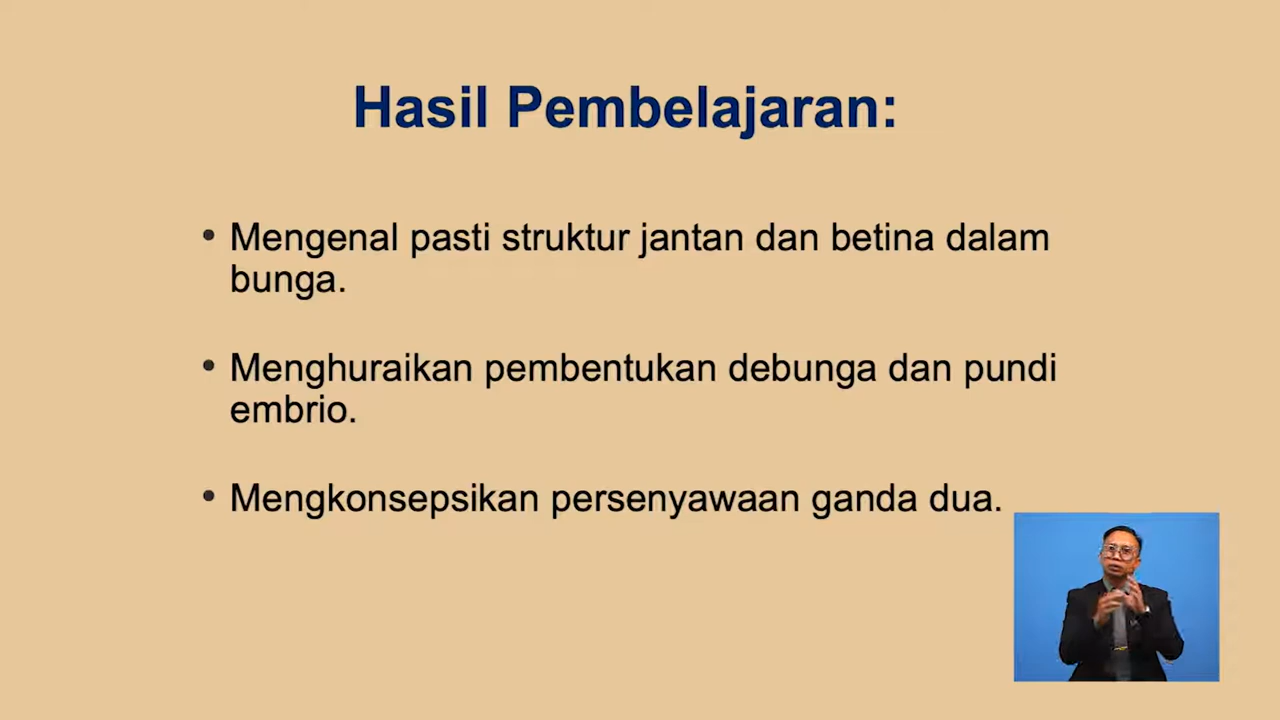 Hasil Pembelajaran:
• Mengenal pasti struktur jantan dan betina dalam
bunga.
• Menghuraikan pembentukan debunga dan pundi
embrio.
• Mengkonsepsikan persenyawaan ganda dua.